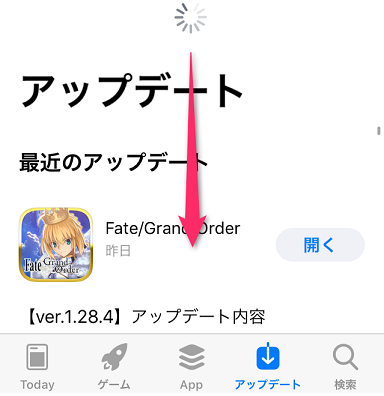 アップデート
最近のアップデート
Fate/Grand Order
昨日
開く
Fate Grand Order
【ver.1.28.4】アップデート内容
Today
ゲーム
App
アップデート
検索